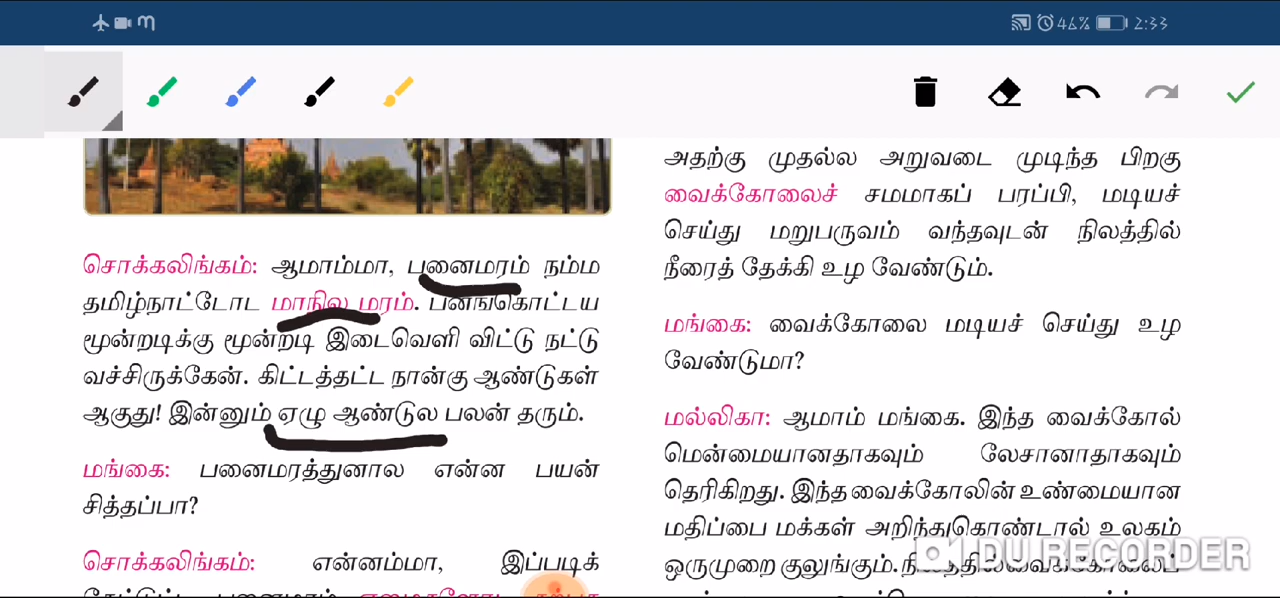 46% 2:33
சொக்கலிங்கம்: ஆமாம்மா, பனைமரம் நம்ம
தமிழ்நாட்டோட மாநில மரம். பனங்கொட்டய
மூன்றடிக்கு மூன்றடி இடைவெளி விட்டு நட்டு
வச்சிருக்கேன். கிட்டத்தட்ட நான்கு ஆண்டுகள்
ஆகுது! இன்னும் ஏழு ஆண்டுல பலன் தரும்.
மங்கை: பனைமரத்துனால என்ன பயன்
சித்தப்பா?
சொக்கலிங்கம்: என்னம்மா, இப்படிக்
அதற்கு முதல்ல அறுவடை முடிந்த பிறகு
வைக்கோலைச் சமமாகப் பரப்பி, மடியச்
செய்து மறுபருவம் வந்தவுடன் நிலத்தில்
நீரைத் தேக்கி உழ வேண்டும்.
மங்கை: வைக்கோலை மடியச் செய்து உழ
வேண்டுமா?
மல்லிகா: ஆமாம் மங்கை. இந்த வைக்கோல்
மென்மையானதாகவும் லேசானாதாகவும்
தெரிகிறது. இந்த வைக்கோலின் உண்மையான
மதிப்பை மக்கள் அறிந்துகொண்டால் உலகம்
ஒருமுறை குலுங்கும்.
DU RECORDER